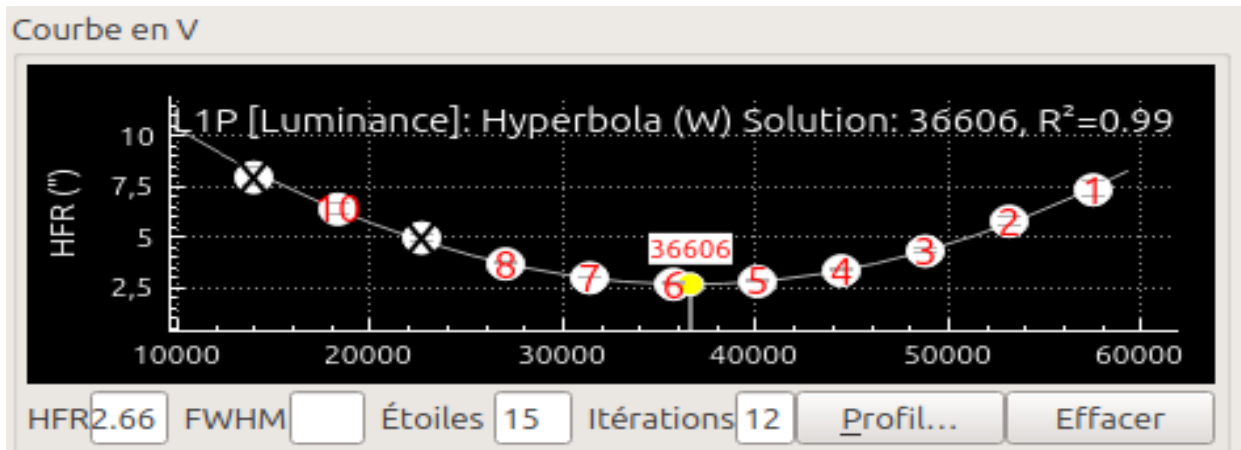 Courbe en V
L 1P [Luminance]: Hyperbola (W) Solution: 36606, R²=0.99
10
7,5
5
2,5
HFR (")
10
8
7
6
36606
5
4
3
2
1
10000 20000 30000 40000 50000 60000
HFR 2.66 FWHM Étoiles 15 Itérations 12 Profil... Effacer